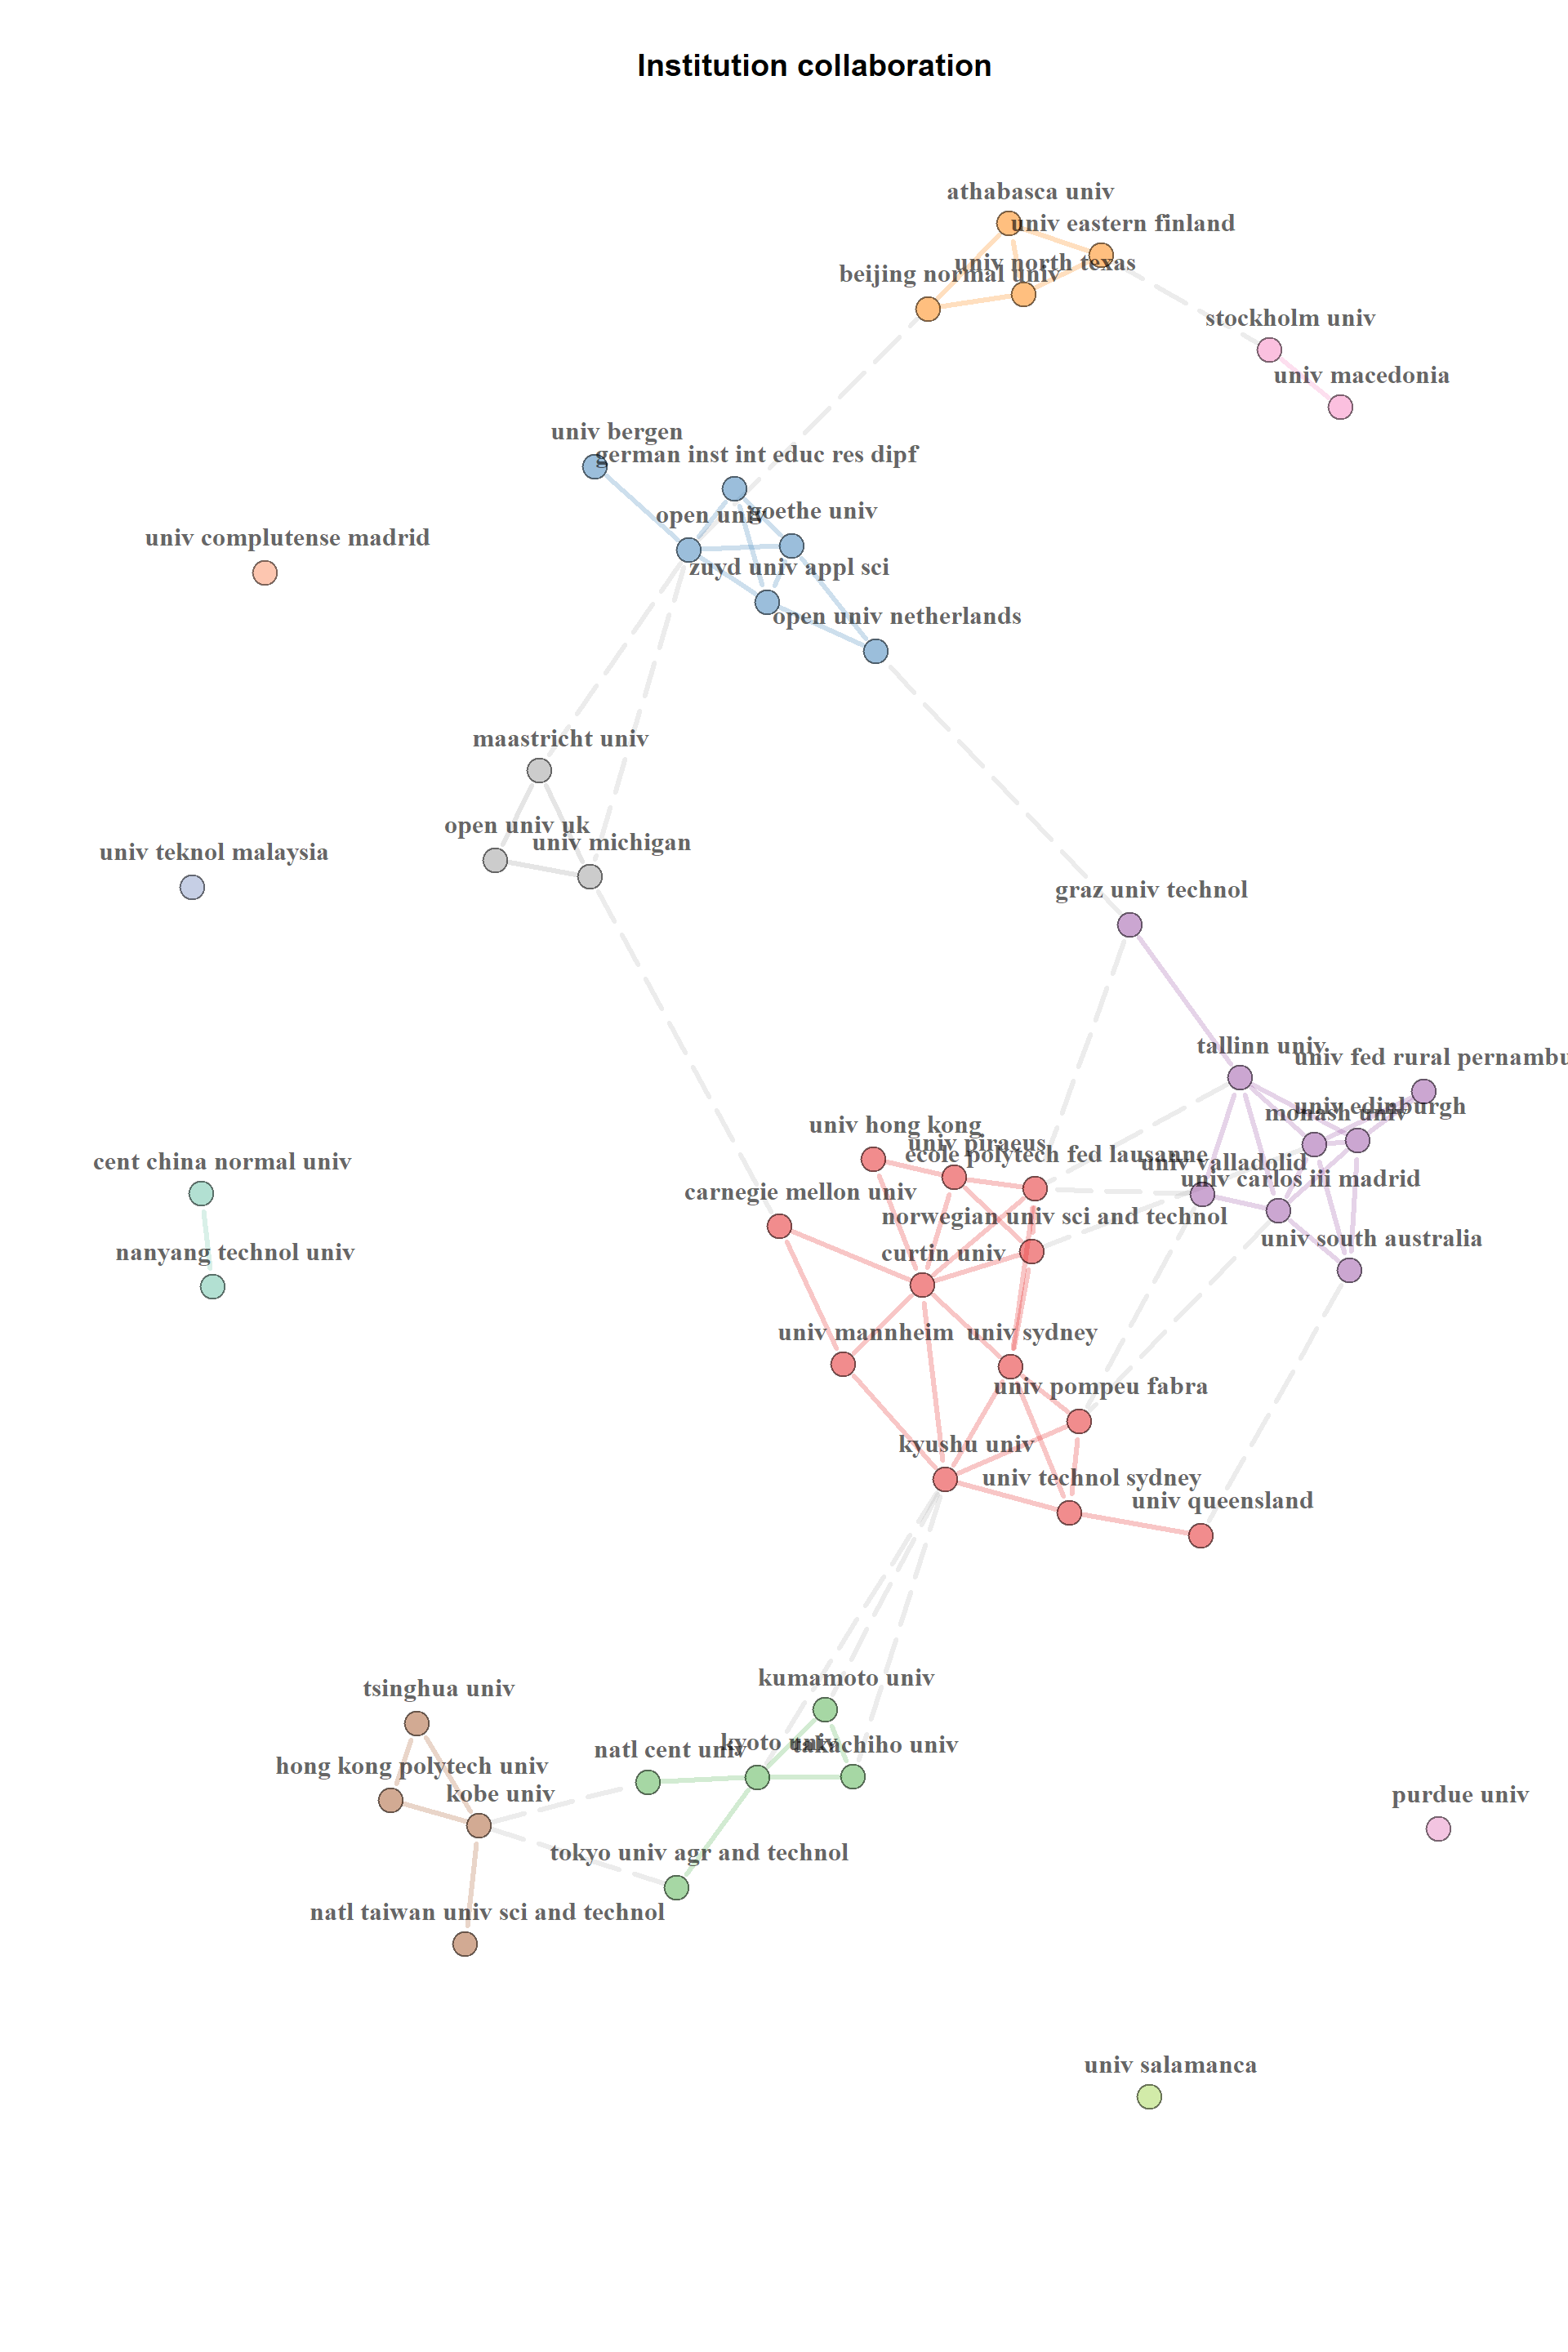 Institution collaboration
athabasca univ
univ eastern finland
univ north texas
beijing normal univ
stockholm univ
univ macedonia
univ bergen
german inst int educ res dipf
open univ
goethe univ
univ complutense madrid
zuyd univ appl sci
open univ netherlands
maastricht univ
open univ uk
univ michigan
univ teknol malaysia
graz univ technol
tallinn univ
univ fed rural pernambu
univ edinburgh
monash univ
univ hong kong
univ piraeus
ecole polytech fed lausanne
univ valladolid
cent china normal univ
univ carlos iii madrid
carnegie mellon univ
norwegian univ sci and technol
univ south australia
nanyang technol univ
curtin univ
univ mannheim
univ sydney
univ pompeu fabra
kyushu univ
univ technol sydney
univ queensland
kumamoto univ
tsinghua univ
kyoto univ
takachiho univ
natl cent univ
hong kong polytech univ
kobe univ
purdue univ
tokyo univ agr and technol
natl taiwan univ sci and technol
univ salamanca